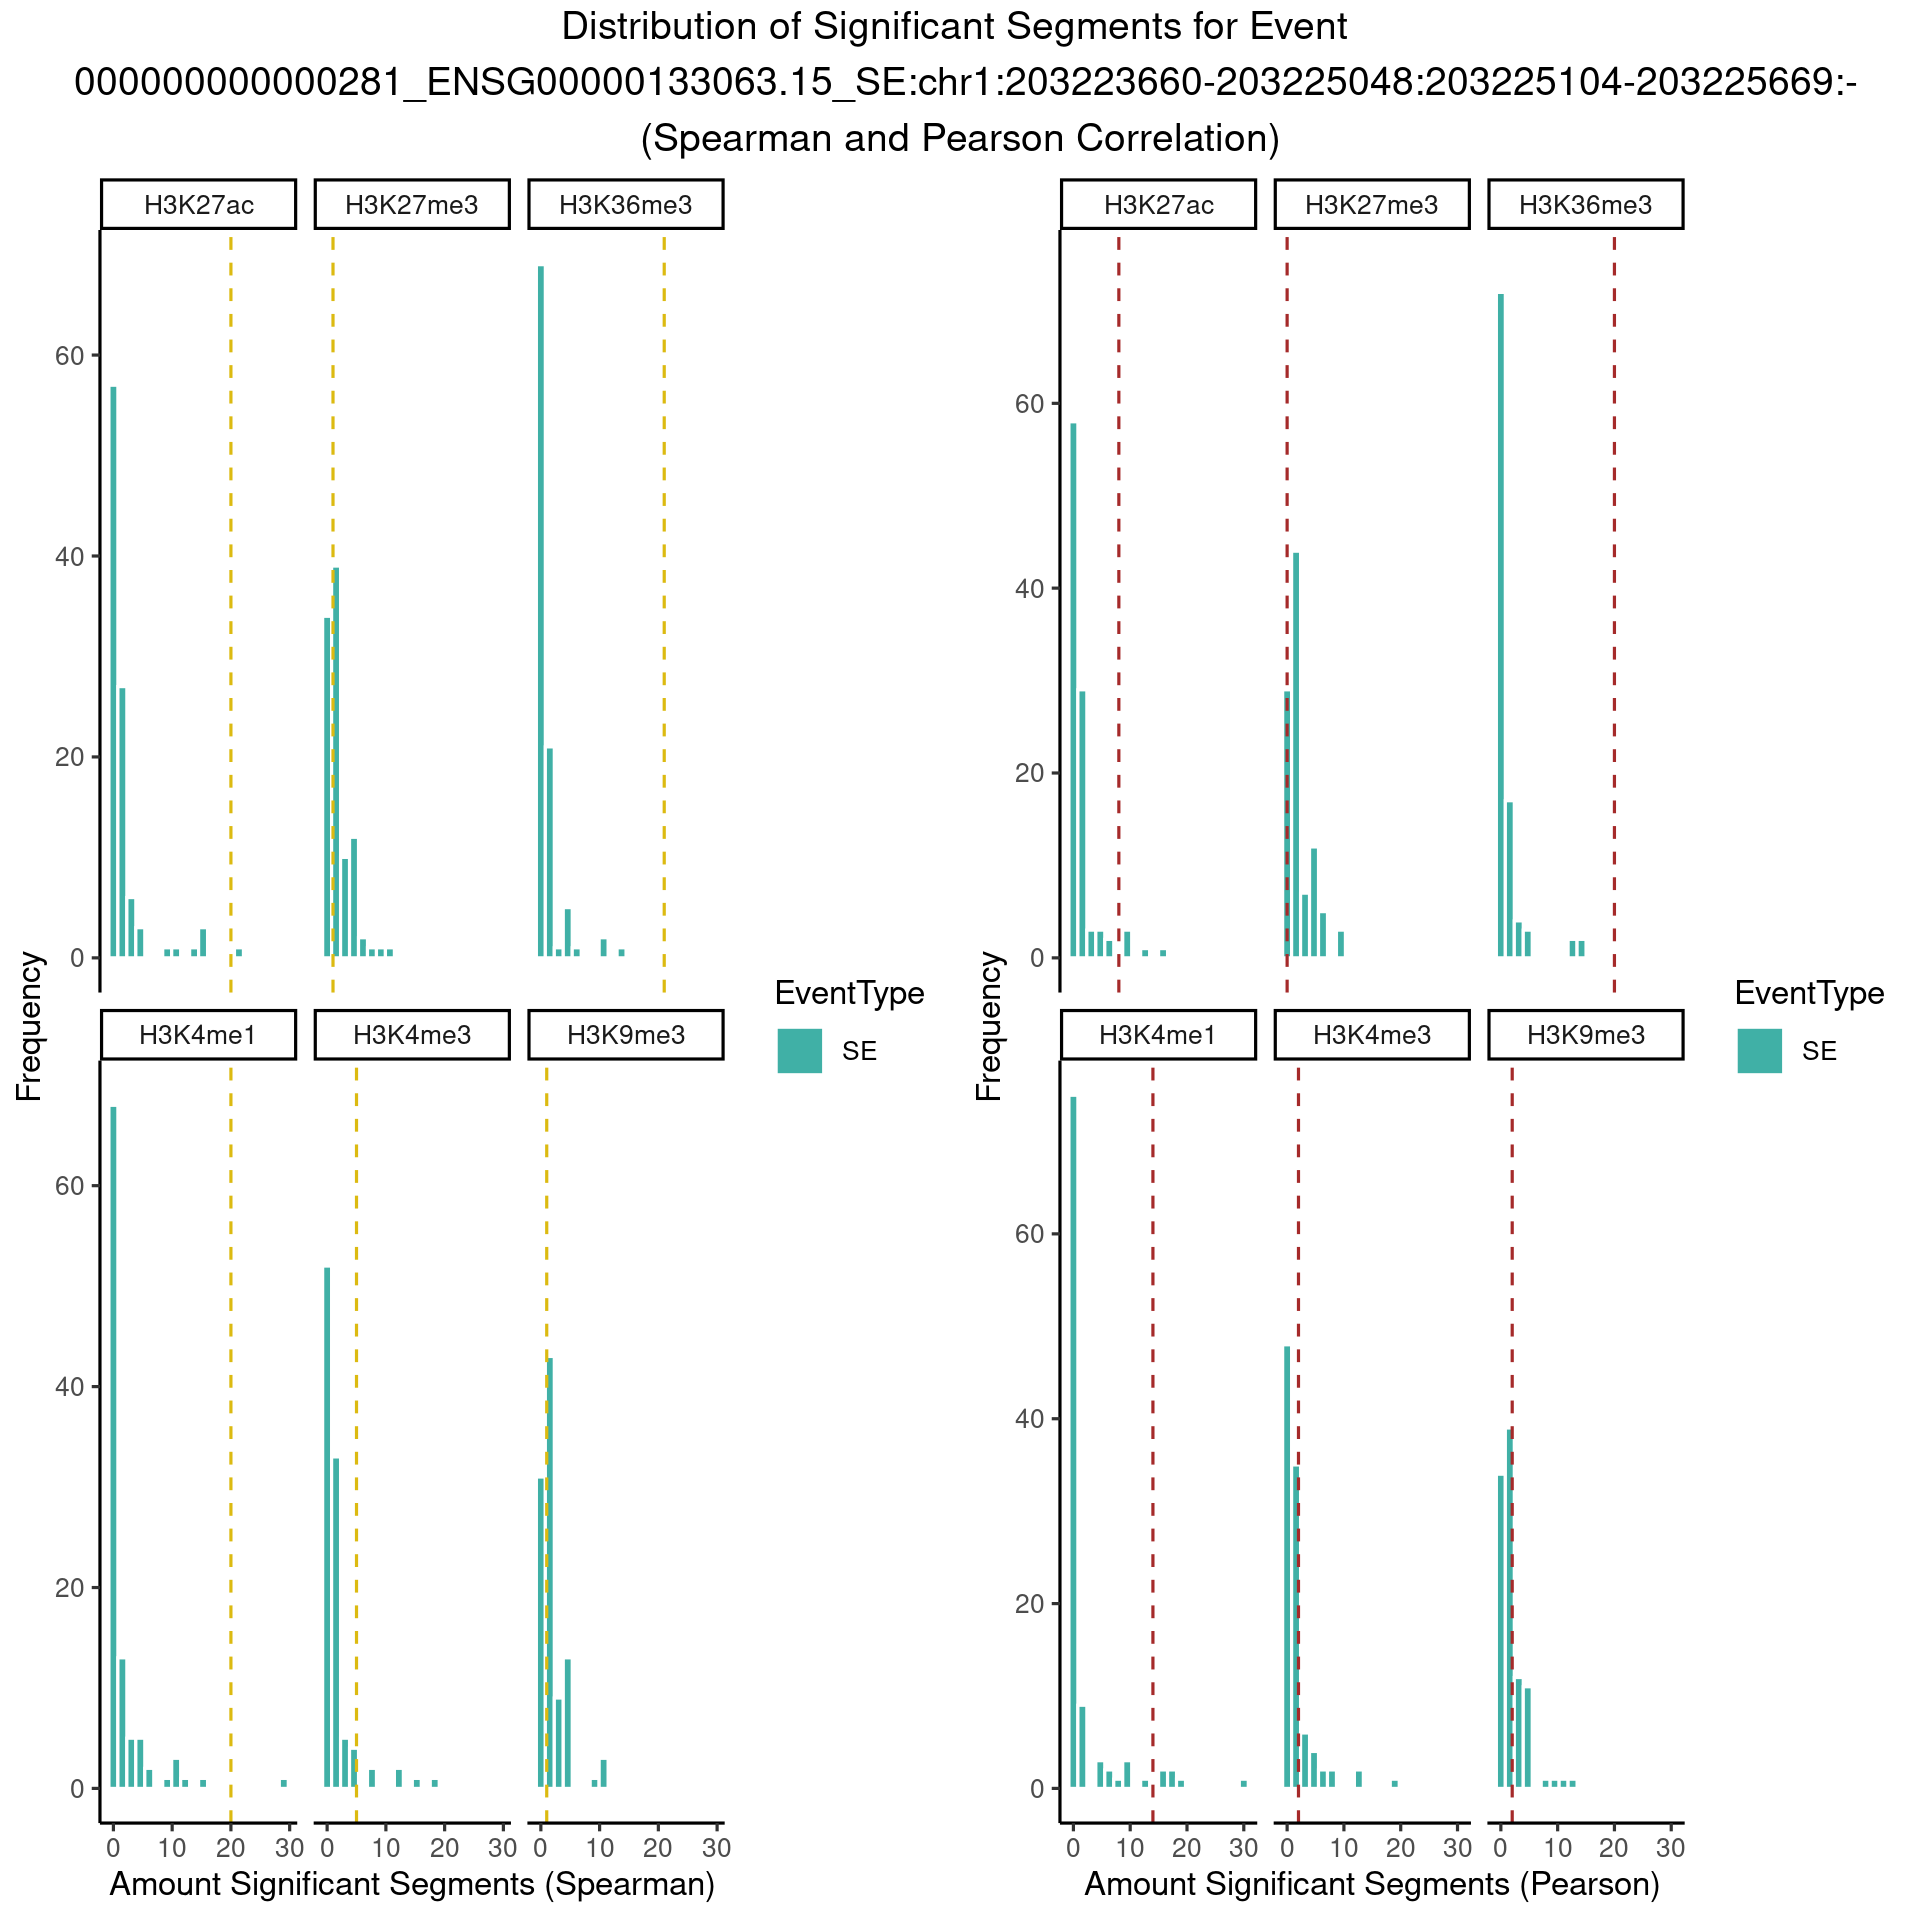 Distribution of Significant Segments for Event
000000000000281_ENSG00000133063.15_SE:chr1:203223660-203225048:203225104-203225669:-
(Spearman and Pearson Correlation)
H3K27ac H3K27me3 H3K36me3
60
40
20
0
H3K4me1 H3K4me3 H3K9me3
60
40
20
0
0 10 20 30 0 10 20 30 0 10 20 30
Frequency
Amount Significant Segments (Spearman)
EventType
SE
H3K27ac H3K27me3 H3K36me3
60
40
20
0
H3K4me1 H3K4me3 H3K9me3
60
40
20
0
0 10 20 30 0 10 20 30 0 10 20 30
Frequency
Amount Significant Segments (Pearson)
EventType
SE